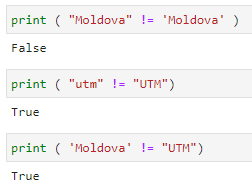 print ( "Moldova" != 'Moldova' )
False
print ( "utm" != "UTM")
True
print ( 'Moldova' != "UTM")
True